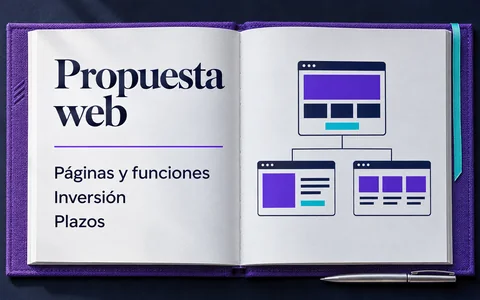 Propuesta
web
Páginas y funciones
Inversión
Plazos